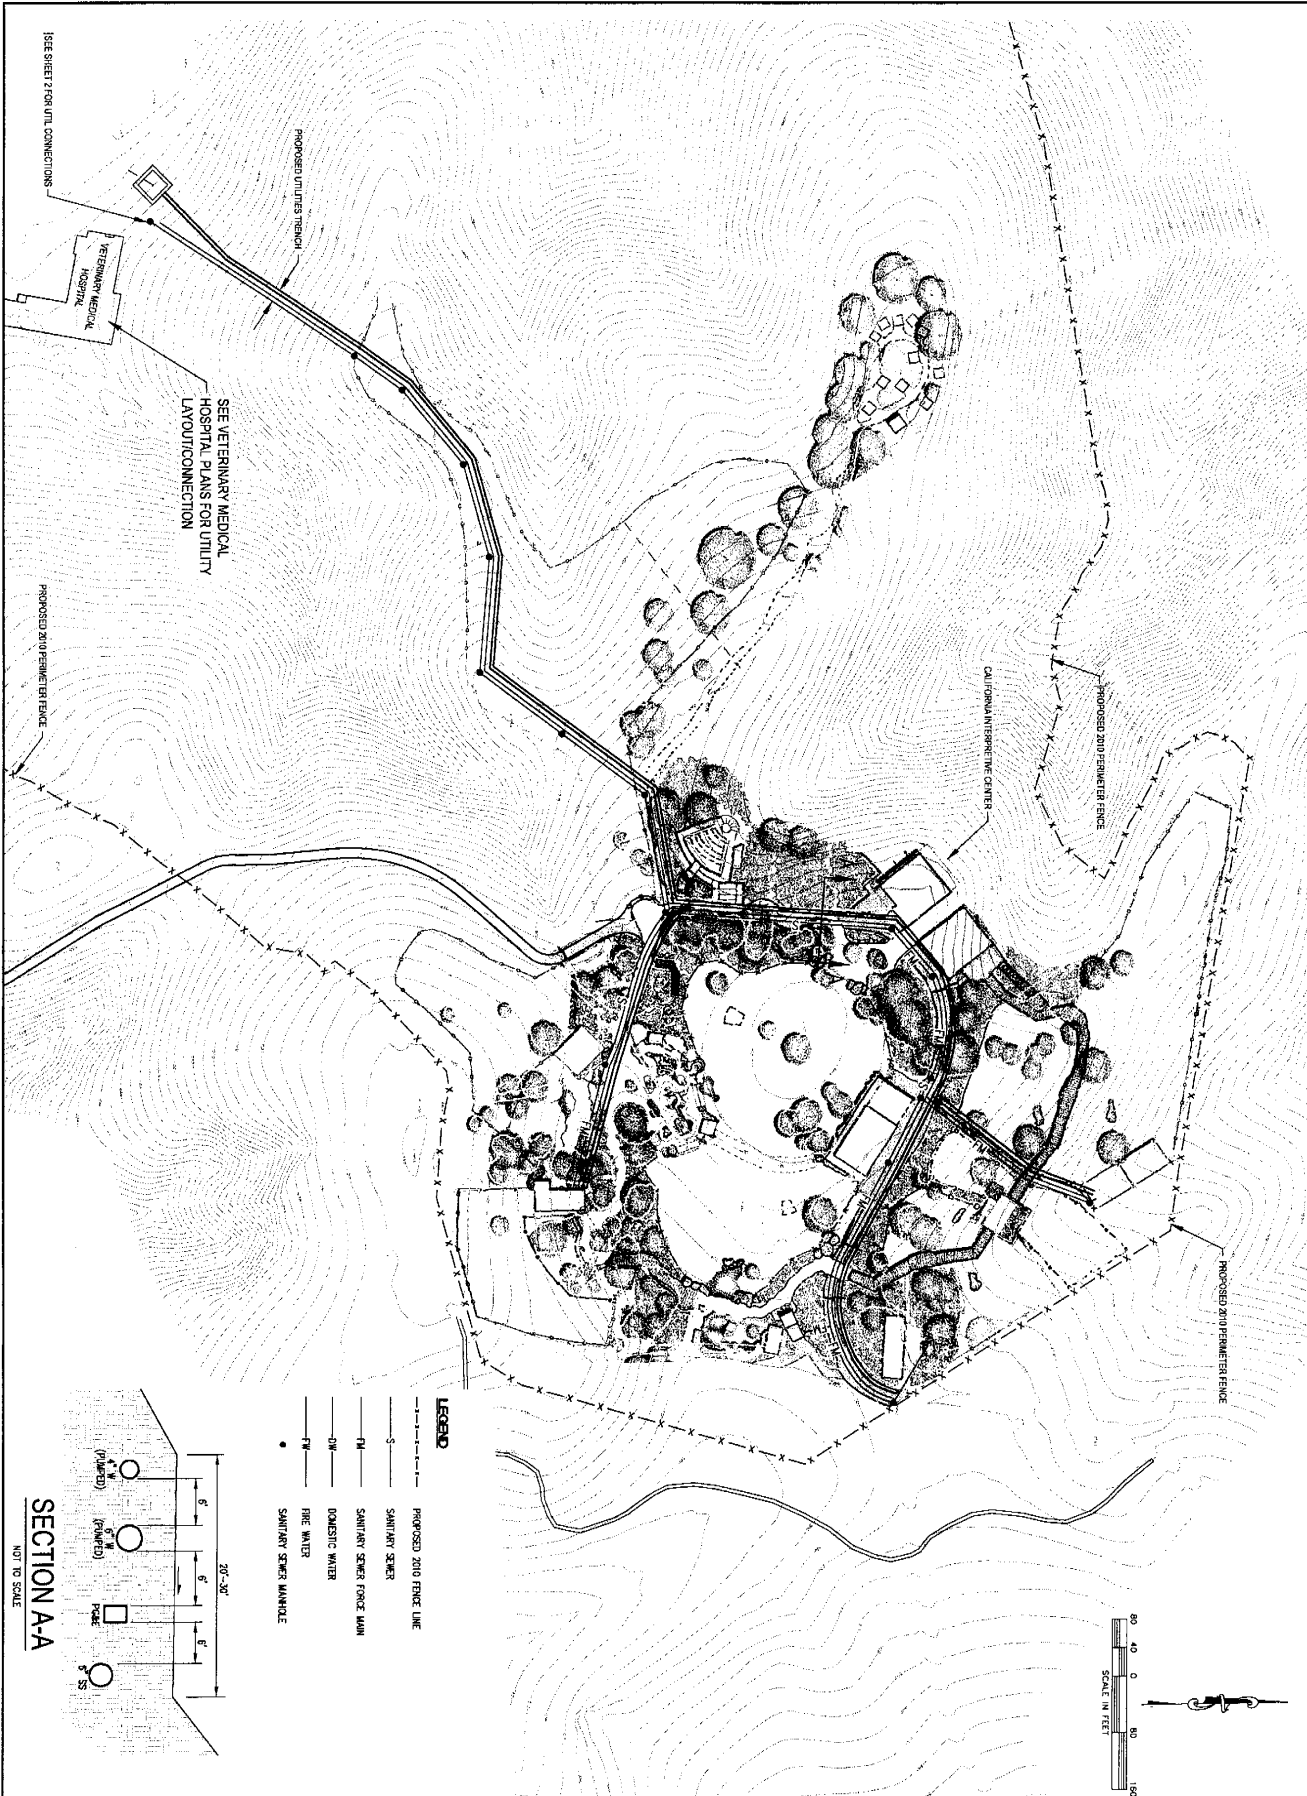 [SEE SHEET 2 FOR UTIL CONNECTIONS
PROPOSED UTILITIES TRENCH
VETERINARY MEDICAL
HOSPITAL
SEE VETERINARY MEDICAL
HOSPITAL PLANS FOR UTILITY
LAYOUT/CONNECTION
PROPOSED 2010 PERIMETER FENCE
PROPOSED 2010 PERIMETER FENCE
CALIFORNIA INTERPRETIVE CENTER
PROPOSED 2010 PERIMETER FENCE
LEGEND
PROPOSED 2010 FENCE LINE
S
SANITARY SEWER
FM
SANITARY SEWER FORCE MAIN
DW
DOMESTIC WATER
FW
FIRE WATER
SANITARY SEWER MANHOLE
20'-30'
6'
6'
6'
4" W
(PUMPED)
6" W
(PUMPED)
PG&E
6" SS
SECTION A-A
NOT TO SCALE
80 40 0 80 160
SCALE IN FEET